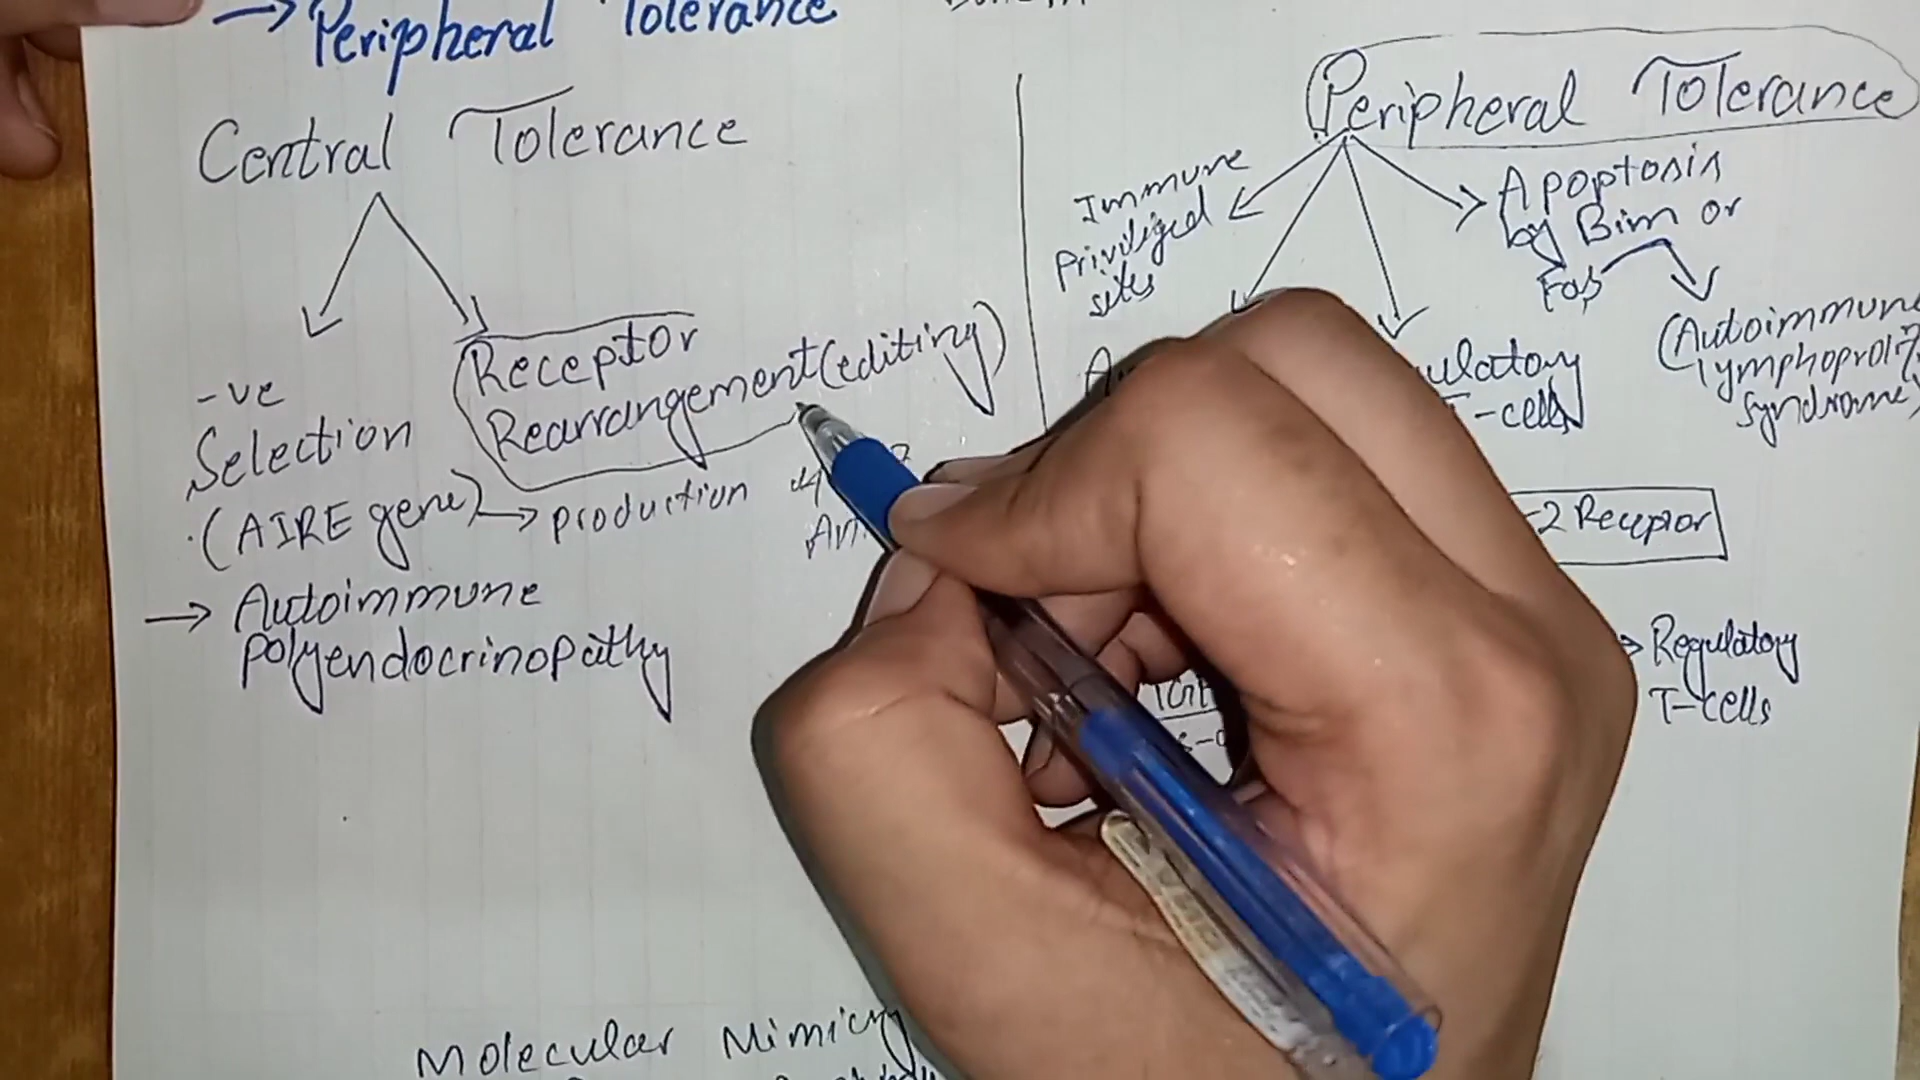 → Peripheral Tolerance
Central Tolerance
-ve
Selection
(AIRE gene) → production
→ Autoimmune
polyendocrinopathy
Receptor
Rearrangement (editing)
Peripheral Tolerance
Immune
privileged
sites
Apoptosis
by Bim or
Fas
(Autoimmune
Syndrome)
T-cells
-2 Receptor
→ Regulatory
T-cells
Molecular Mimicry